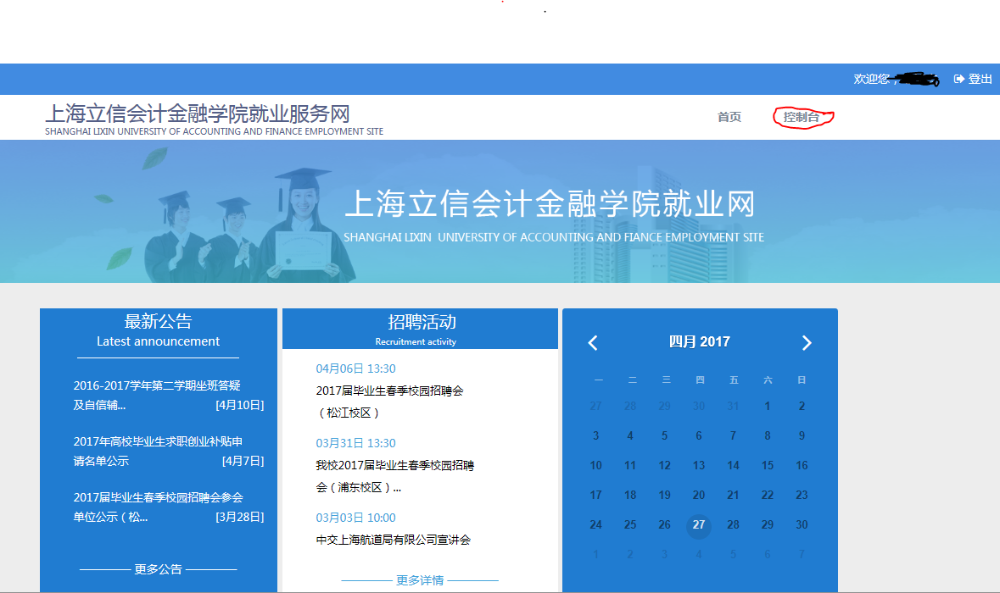 欢迎您，
登出
上海立信会计金融学院就业服务网
SHANGHAI LIXIN UNIVERSITY OF ACCOUNTING AND FINANCE EMPLOYMENT SITE
首页 控制台
上海立信会计金融学院就业网
SHANGHAI LIXIN UNIVERSITY OF ACCOUNTING AND FIANCE EMPLOYMENT SITE
最新公告
Latest announcement
2016-2017学年第二学期坐班答疑
及自信辅... [4月10日]
2017年高校毕业生求职创业补贴申
请名单公示 [4月7日]
2017届毕业生春季校园招聘会参会
单位公示（松... [3月28日]
更多公告
招聘活动
Recruitment activity
04月06日 13:30
2017届毕业生春季校园招聘会
（松江校区）
03月31日 13:30
我校2017届毕业生春季校园招聘
会（浦东校区）...
03月03日 10:00
中交上海航道局有限公司宣讲会
更多详情
四月 2017
一 二 三 四 五 六 日
27 28 29 30 31 1 2
3 4 5 6 7 8 9
10 11 12 13 14 15 16
17 18 19 20 21 22 23
24 25 26 27 28 29 30
1 2 3 4 5 6 7